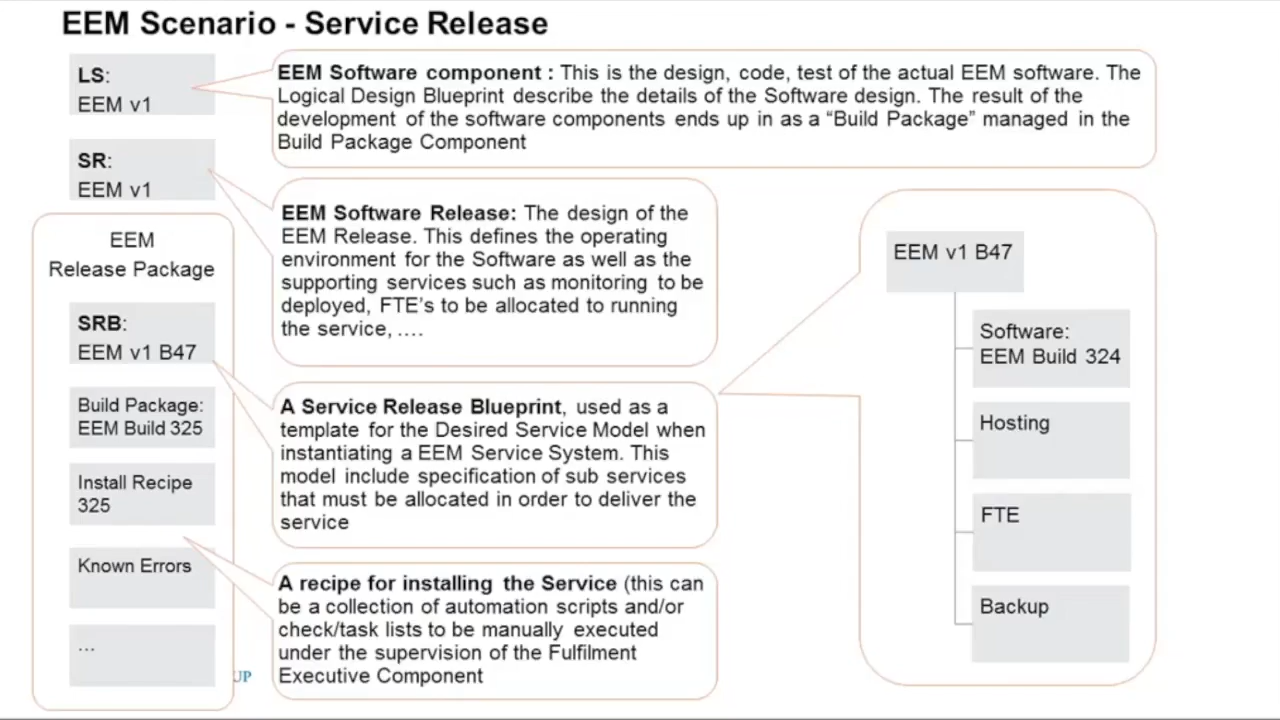 EEM Scenario - Service Release
LS:
EEM v1
EEM Software component : This is the design, code, test of the actual EEM software. The
Logical Design Blueprint describe the details of the Software design. The result of the
development of the software components ends up in as a “Build Package” managed in the
Build Package Component
SR:
EEM v1
EEM Software Release: The design of the
EEM Release. This defines the operating
environment for the Software as well as the
supporting services such as monitoring to be
deployed, FTE’s to be allocated to running
the service, ….
EEM
Release Package
SRB:
EEM v1 B47
Build Package:
EEM Build 325
Install Recipe
325
Known Errors
...
A Service Release Blueprint, used as a
template for the Desired Service Model when
instantiating a EEM Service System. This
model include specification of sub services
that must be allocated in order to deliver the
service
A recipe for installing the Service (this can
be a collection of automation scripts and/or
check/task lists to be manually executed
under the supervision of the Fulfilment
Executive Component
UP
EEM v1 B47
Software:
EEM Build 324
Hosting
FTE
Backup